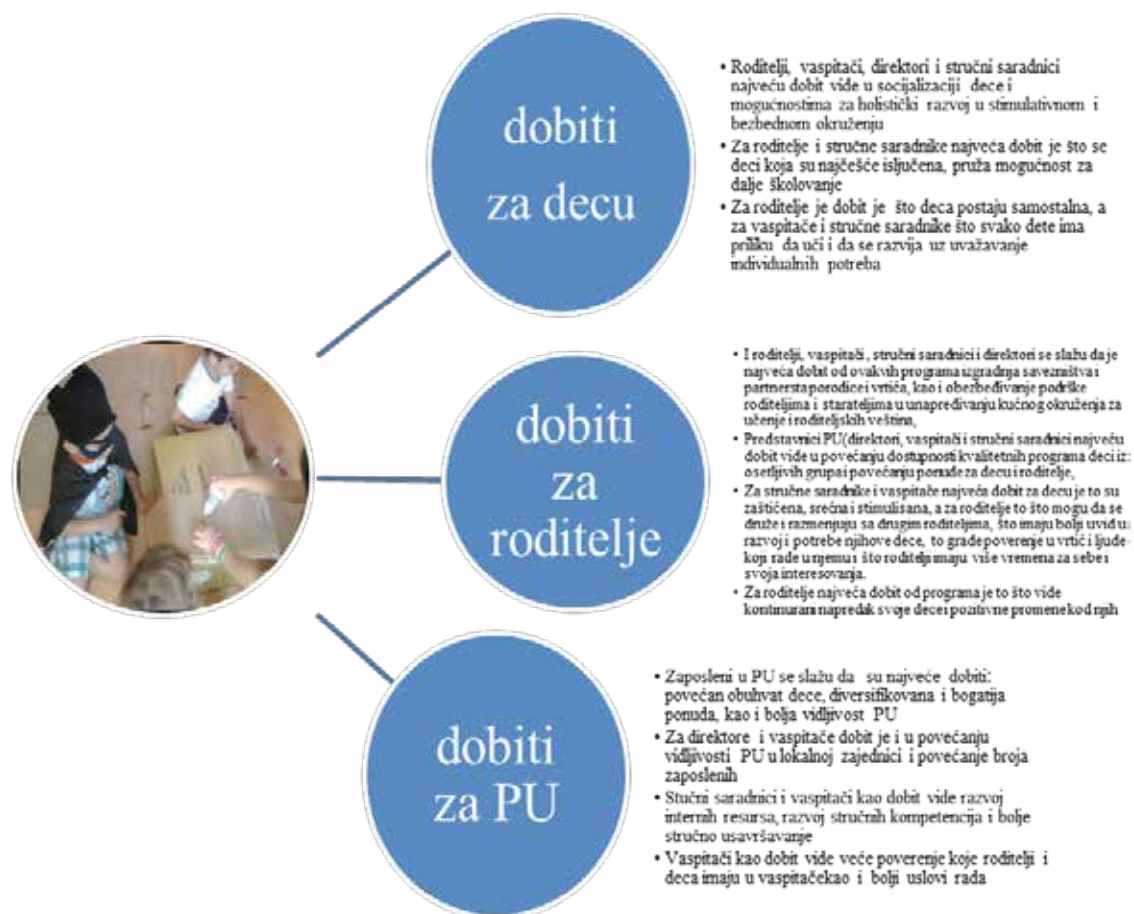 dobiti
za decu
• Roditelji, vaspitači, direktori i stručni saradnici
najveću dobit vide u socijalizaciji dece i
mogućnostima za holistički razvoj u stimulativnom i
bezbednom okruženju
• Za roditelje i stručne saradnike najveća dobit je što se
deci koja su najčešće isljučena, pruža mogućnost za
dalje školovanje
• Za roditelje je dobit je što deca postaju samostalna, a
za vaspitače i stručne saradnike što svako dete ima
priliku da uči i da se razvija uz uvažavanje
individualnih potreba
dobiti
za
roditelje
• I roditelji, vaspitači, stručni saradnici i direktori se slažu da je
najveća dobit od ovakvih programa izgradnja savezništva i
partnersta porodice i vrtića, kao i obezbeđivanje podrške
roditeljima i starateljima u unapređivanju kućnog okruženja za
učenje i roditeljskih veština,
• Predstavnici PU(direktori, vaspitači i stručni saradnici najveću
dobit vide u povećanju dostupnosti kvalitetnih programa deci iz
osetljivih grupa i povećanju ponude za decu i roditelje,
• Za stručne saradnike i vaspitače najveća dobit za decu je to su
zaštićena, srećna i stimulisana, a za roditelje to što mogu da se
druže i razmenjuju sa drugim roditeljima, što imaju bolji uvid u
razvoj i potrebe njihove dece, to grade poverenje u vrtić i ljude
koji rade u njemu i što roditelji imaju više vremena za sebe i
svoja interesovanja.
• Za roditelje najveća dobit od programa je to što vide
kontinurani napredak svoje dece i pozitivne promene kod njih
dobiti
za PU
• Zaposleni u PU se slažu da su najveće dobiti:
povećan obuhvat dece, diversifikovana i bogatija
ponuda, kao i bolja vidljivost PU
• Za direktore i vaspitače dobit je i u povećanju
vidljivosti PU u lokalnoj zajednici i povećanje broja
zaposlenih
• Stučni saradnici i vaspitači kao dobit vide razvoj
internih resursa, razvoj stručnih kompetencija i bolje
stručno usavršavanje
• Vaspitači kao dobit vide veće poverenje koje roditelji i
deca imaju u vaspitačekao i bolji uslovi rada